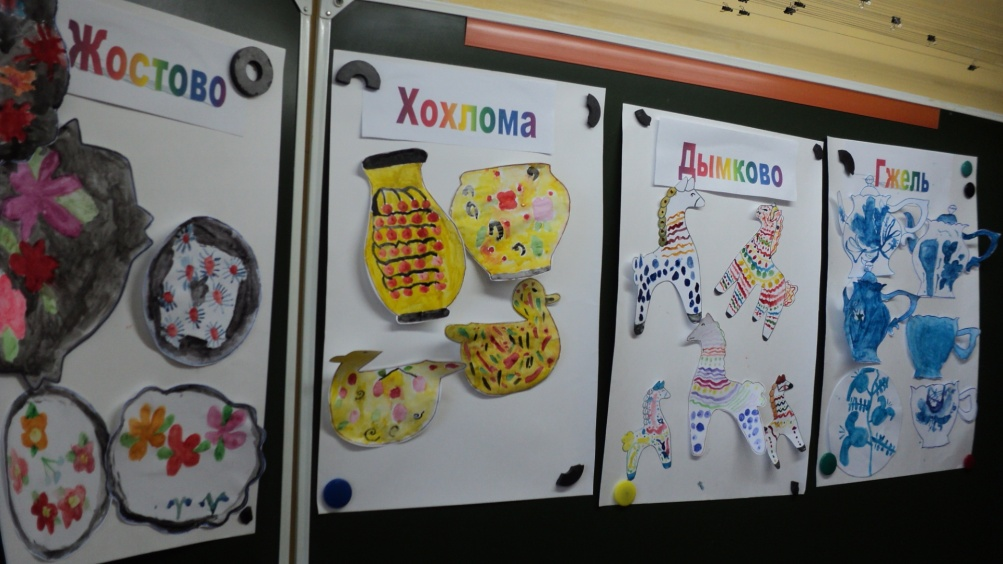 Жостово
Хохлома
Дымково
Гжель